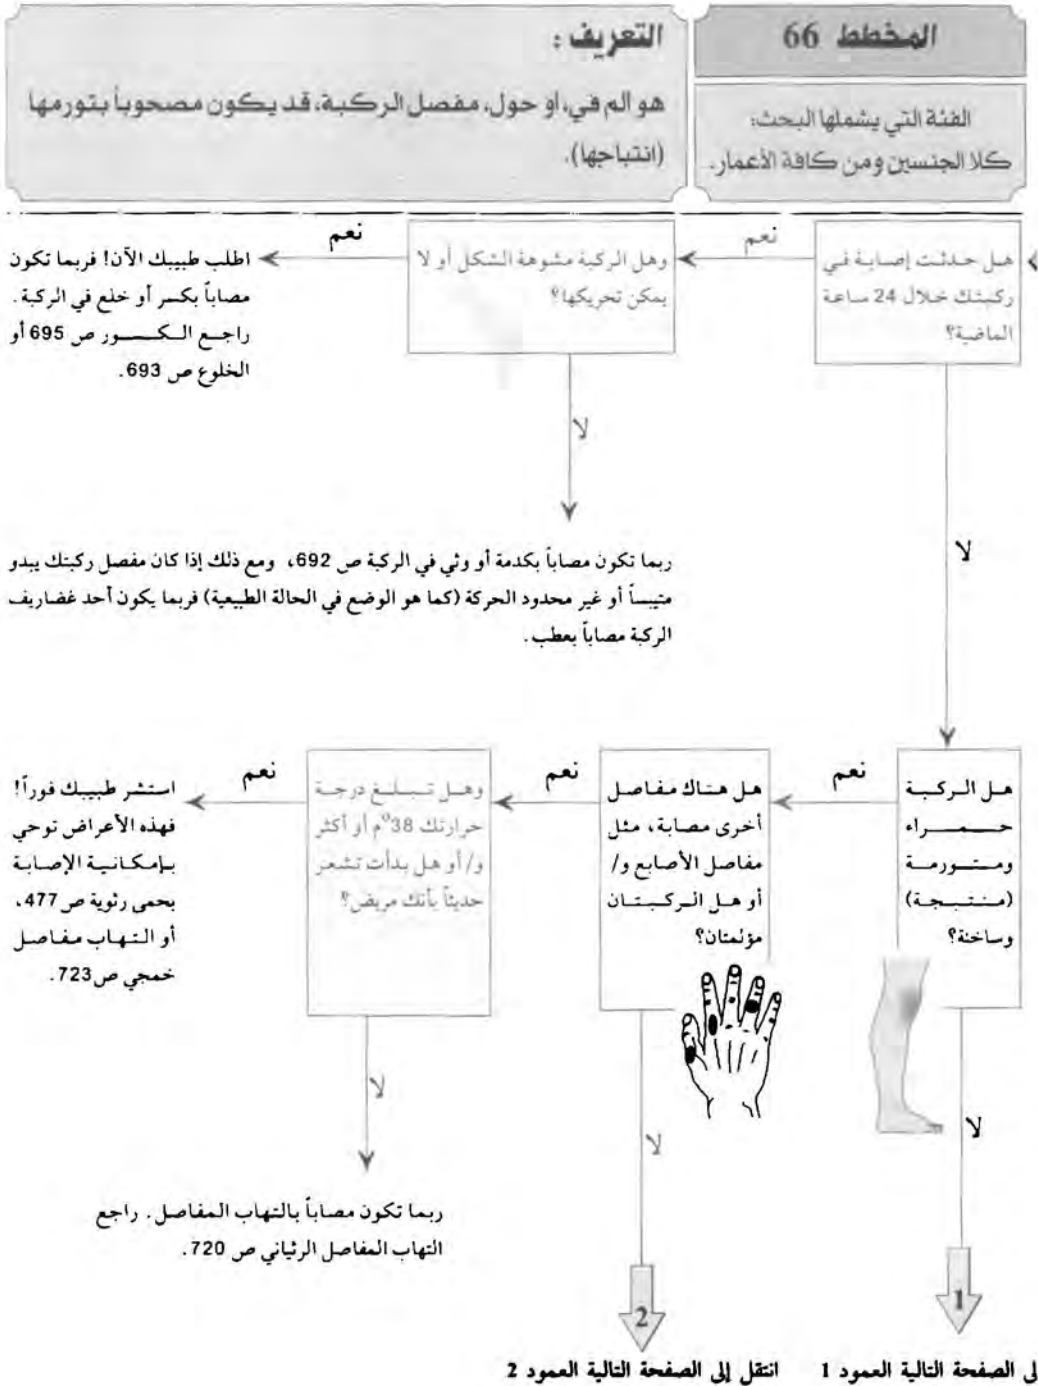 المخطط 66
الفئة التي يشملها البحث:
كلا الجنسين ومن كافة الأعمار.
التعريف:
هو الم في، او حول، مفصل الركبة، قد يكون مصحوباً بتورمها
(انتباجها).
هل حدثت إصابة في
ركبتك خلال 24 ساعة
الماضية؟
نعم
وهل الركبة مشوهة الشكل أو لا
يمكن تحريكها؟
نعم
اطلب طبيبك الآن! فربما تكون
مصاباً بكسر أو خلع في الركبة.
راجع الكسور ص 695 أو
الخلوع ص 693.
لا
ربما تكون مصاباً بكدمة أو وثي في الركبة ص 692، ومع ذلك إذا كان مفصل ركبتك يبدو
متيبساً أو غير محدود الحركة (كما هو الوضع في الحالة الطبيعية) فربما يكون أحد غضاريف
الركبة مصاباً بعطب.
لا
هل الركبة
حمراء
ومتورمة
(منتبجة)
وساخنة؟
نعم
هل هناك مفاصل
أخرى مصابة، مثل
مفاصل الأصابع و/
أو هل الركبتان
مؤلمتان؟
نعم
وهل تبلغ درجة
حرارتك 38°م أو أكثر
و/ أو هل بدأت تشعر
حديثاً بأنك مريض؟
نعم
استشر طبيبك فوراً!
فهذه الأعراض توحي
بإمكانية الإصابة
بحمى رثوية ص 477،
أو التهاب مفاصل
خمجي ص 723.
لا
لا
لا
ربما تكون مصاباً بالتهاب المفاصل. راجع
التهاب المفاصل الرثياني ص 720.
1
2
لى الصفحة التالية العمود 1
انتقل إلى الصفحة التالية العمود 2